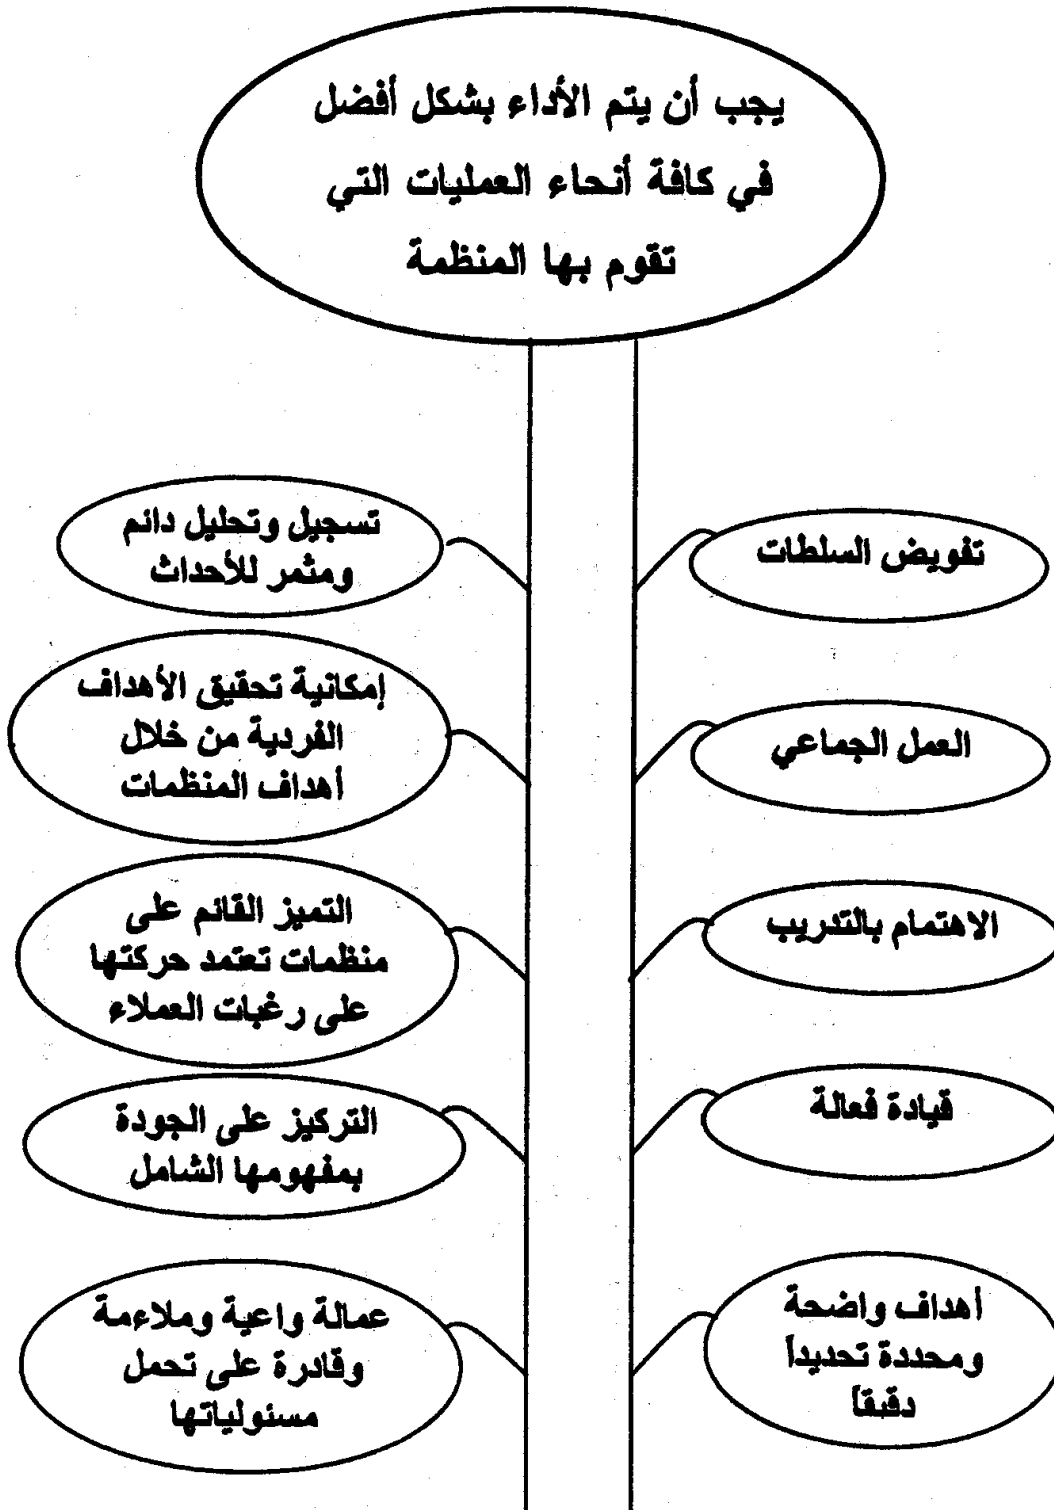 يجب أن يتم الأداء بشكل أفضل
في كافة أنحاء العمليات التي
تقوم بها المنظمة
تفويض السلطات
تسجيل وتحليل دائم
ومثمر للأحداث
العمل الجماعي
إمكانية تحقيق الأهداف
الفردية من خلال
أهداف المنظمات
الاهتمام بالتدريب
التميز القائم على
منظمات تعتمد حركتها
على رغبات العملاء
قيادة فعالة
التركيز على الجودة
بمفهومها الشامل
أهداف واضحة
ومحددة تحديداً
دقيقاً
عمالة واعية وملاءمة
وقادرة على تحمل
مسئولياتها